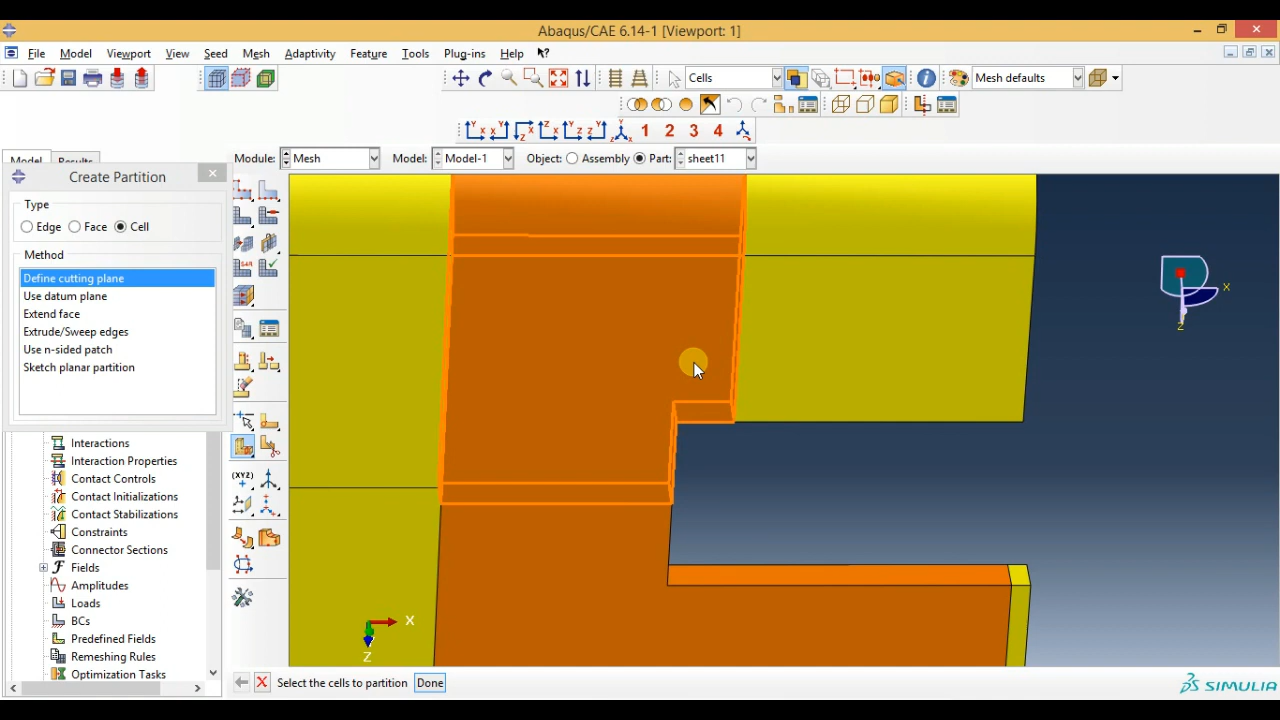 Abaqus/CAE 6.14-1 [Viewport: 1]
File Model Viewport View Seed Mesh Adaptivity Feature Tools Plug-ins Help
Cells Mesh defaults
1 2 3 4
Model Results Module: Mesh Model: Model-1 Object: Assembly Part: sheet11
Create Partition
Type
Edge Face Cell
Method
Define cutting plane
Use datum plane
Extend face
Extrude/Sweep edges
Use n-sided patch
Sketch planar partition
Interactions
Interaction Properties
Contact Controls
Contact Initializations
Contact Stabilizations
Constraints
Connector Sections
Fields
Amplitudes
Loads
BCs
Predefined Fields
Remeshing Rules
Optimization Tasks
(XYZ)
X
Z
X
Z
Select the cells to partition Done
SIMULIA